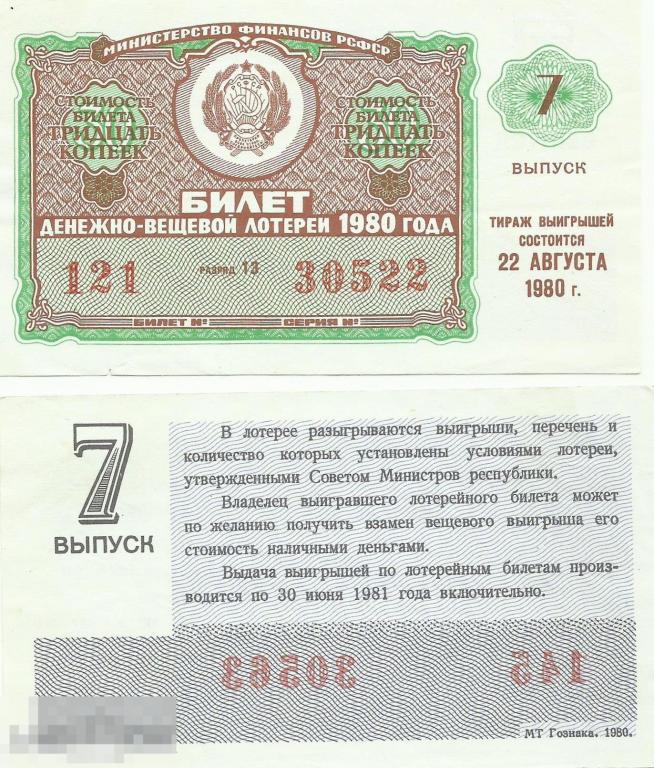 МИНИСТЕРСТВО ФИНАНСОВ РСФСР
СТОИМОСТЬ
БИЛЕТА
ТРИДЦАТЬ
КОПЕЕК
СТОИМОСТЬ
БИЛЕТА
ТРИДЦАТЬ
КОПЕЕК
БИЛЕТ
ДЕНЕЖНО-ВЕЩЕВОЙ ЛОТЕРЕИ 1980 ГОДА
121 РАЗРЯД 13 30522
БИЛЕТ № СЕРИЯ №
7
ВЫПУСК
ТИРАЖ ВЫИГРЫШЕЙ
СОСТОИТСЯ
22 АВГУСТА
1980 г.
7
ВЫПУСК
В лотерее разыгрываются выигрыши, перечень и
количество которых установлены условиями лотереи,
утвержденными Советом Министров республики.
Владелец выигравшего лотерейного билета может
по желанию получить взамен вещевого выигрыша его
стоимость наличными деньгами.
Выдача выигрышей по лотерейным билетам произ-
водится по 30 июня 1981 года включительно.
30563 145
МТ Гознака. 1980.